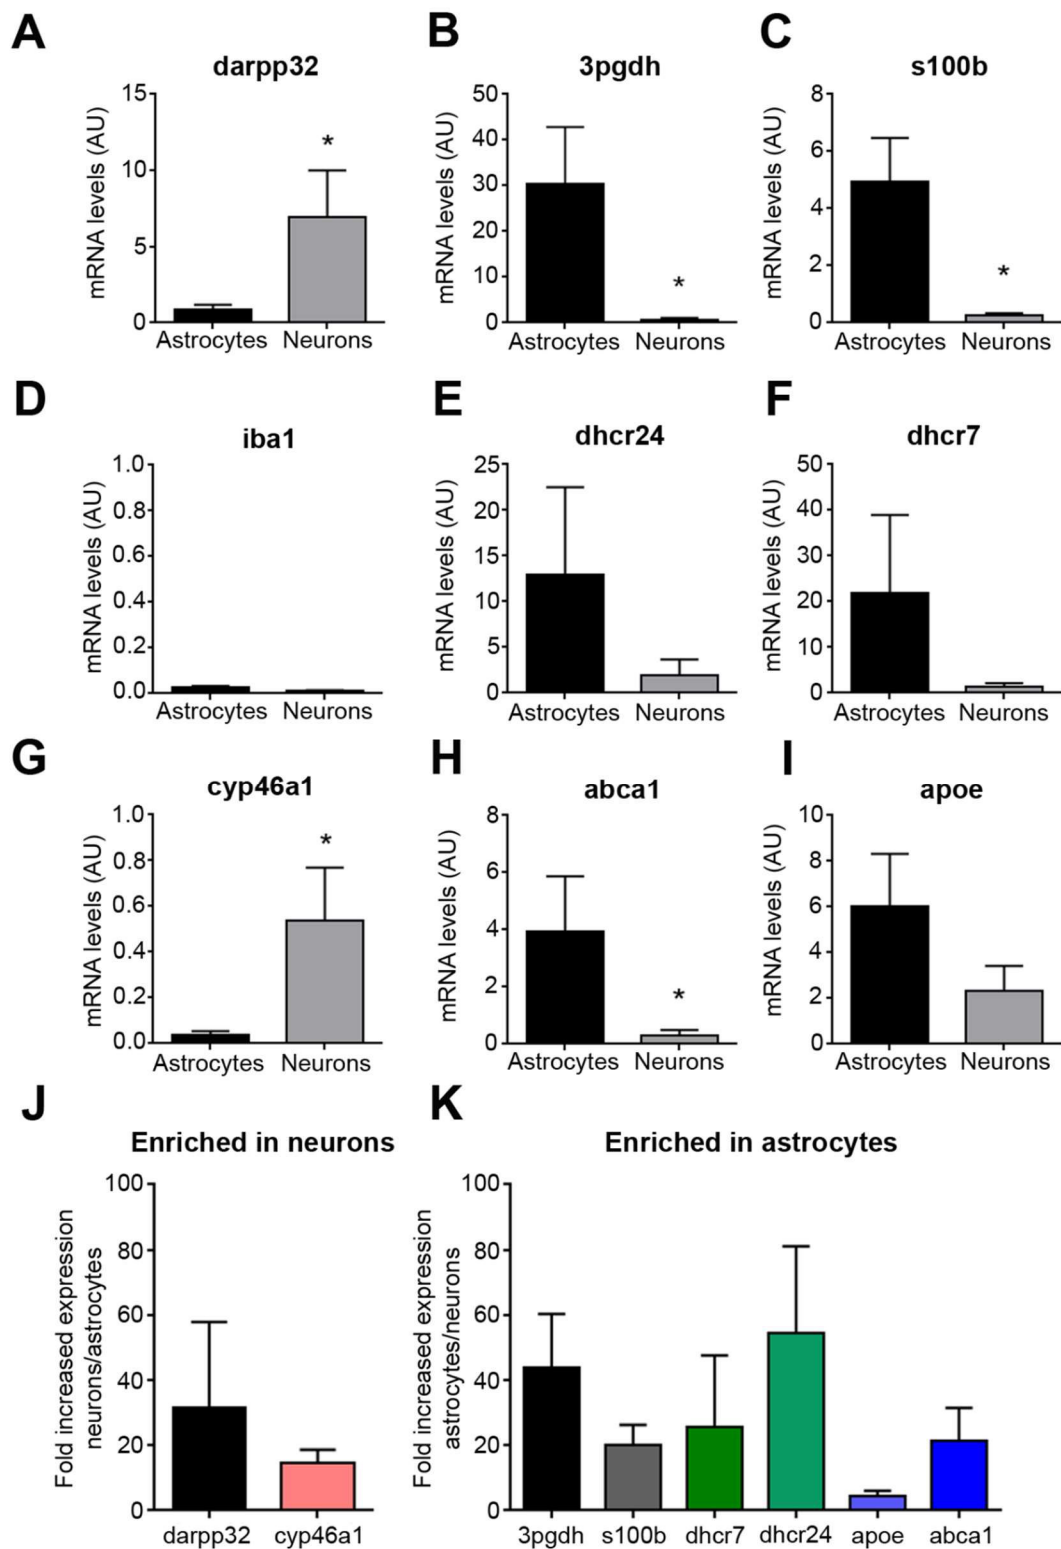 A
darpp32
mRNA levels (AU)
15
10
5
0
*
Astrocytes Neurons
B
3pgdh
mRNA levels (AU)
50
40
30
20
10
0
*
Astrocytes Neurons
C
s100b
mRNA levels (AU)
8
6
4
2
0
*
Astrocytes Neurons
D
iba1
mRNA levels (AU)
1.0
0.8
0.6
0.4
0.2
0.0
Astrocytes Neurons
E
dhcr24
mRNA levels (AU)
25
20
15
10
5
0
Astrocytes Neurons
F
dhcr7
mRNA levels (AU)
50
40
30
20
10
0
Astrocytes Neurons
G
cyp46a1
mRNA levels (AU)
1.0
0.8
0.6
0.4
0.2
0.0
*
Astrocytes Neurons
H
abca1
mRNA levels (AU)
8
6
4
2
0
*
Astrocytes Neurons
I
apoe
mRNA levels (AU)
10
8
6
4
2
0
Astrocytes Neurons
J
Enriched in neurons
Fold increased expression
neurons/astrocytes
100
80
60
40
20
0
darpp32 cyp46a1
K
Enriched in astrocytes
Fold increased expression
astrocytes/neurons
100
80
60
40
20
0
3pgdh s100b dhcr7 dhcr24 apoe abca1